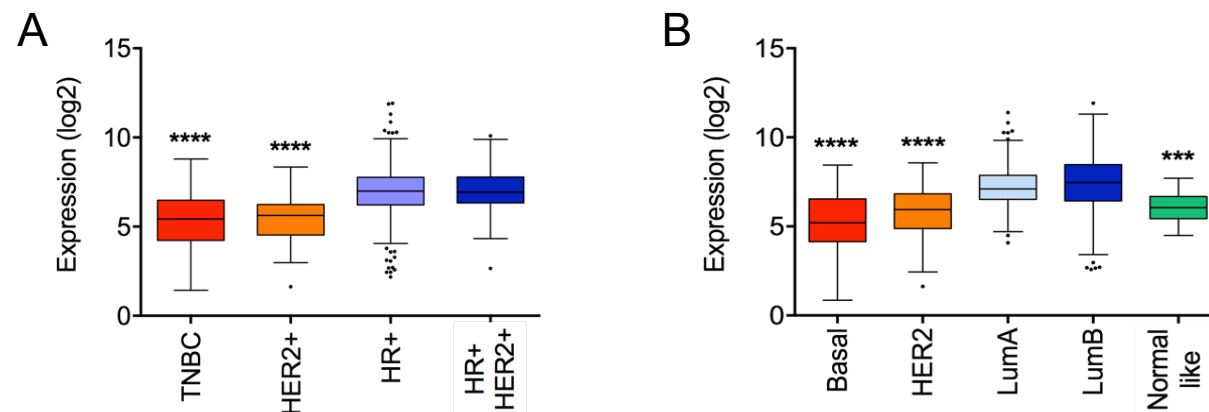 A
Expression (log2)
15
10
5
0
****
****
TNBC
HER2+
HR+
HR+
HER2+
B
Expression (log2)
15
10
5
0
****
****
***
Basal
HER2
LumA
LumB
Normal
like